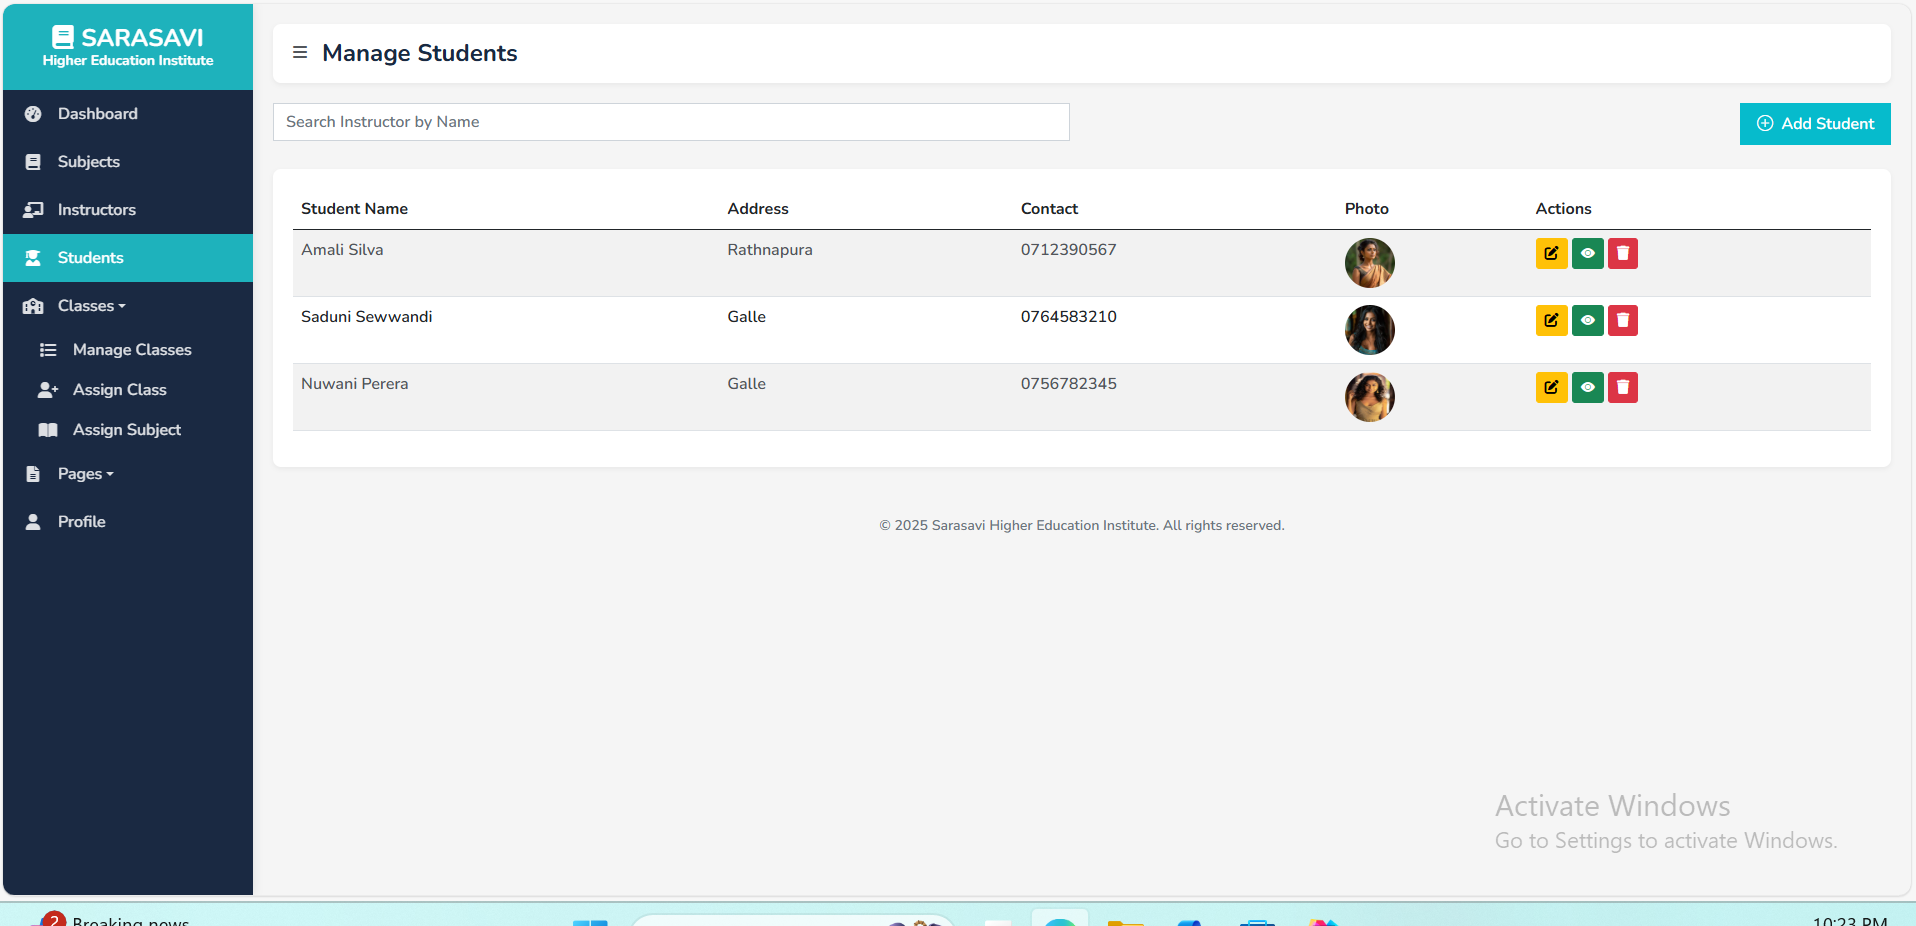 SARASAVI
Higher Education Institute
Dashboard
Subjects
Instructors
Students
Classes
Manage Classes
Assign Class
Assign Subject
Pages
Profile
Manage Students
Search Instructor by Name
Add Student
Student Name Address Contact Photo Actions
Amali Silva Rathnapura 0712390567
Saduni Sewwandi Galle 0764583210
Nuwani Perera Galle 0756782345
© 2025 Sarasavi Higher Education Institute. All rights reserved.
Activate Windows
Go to Settings to activate Windows.
2 Breaking news
10:23 PM